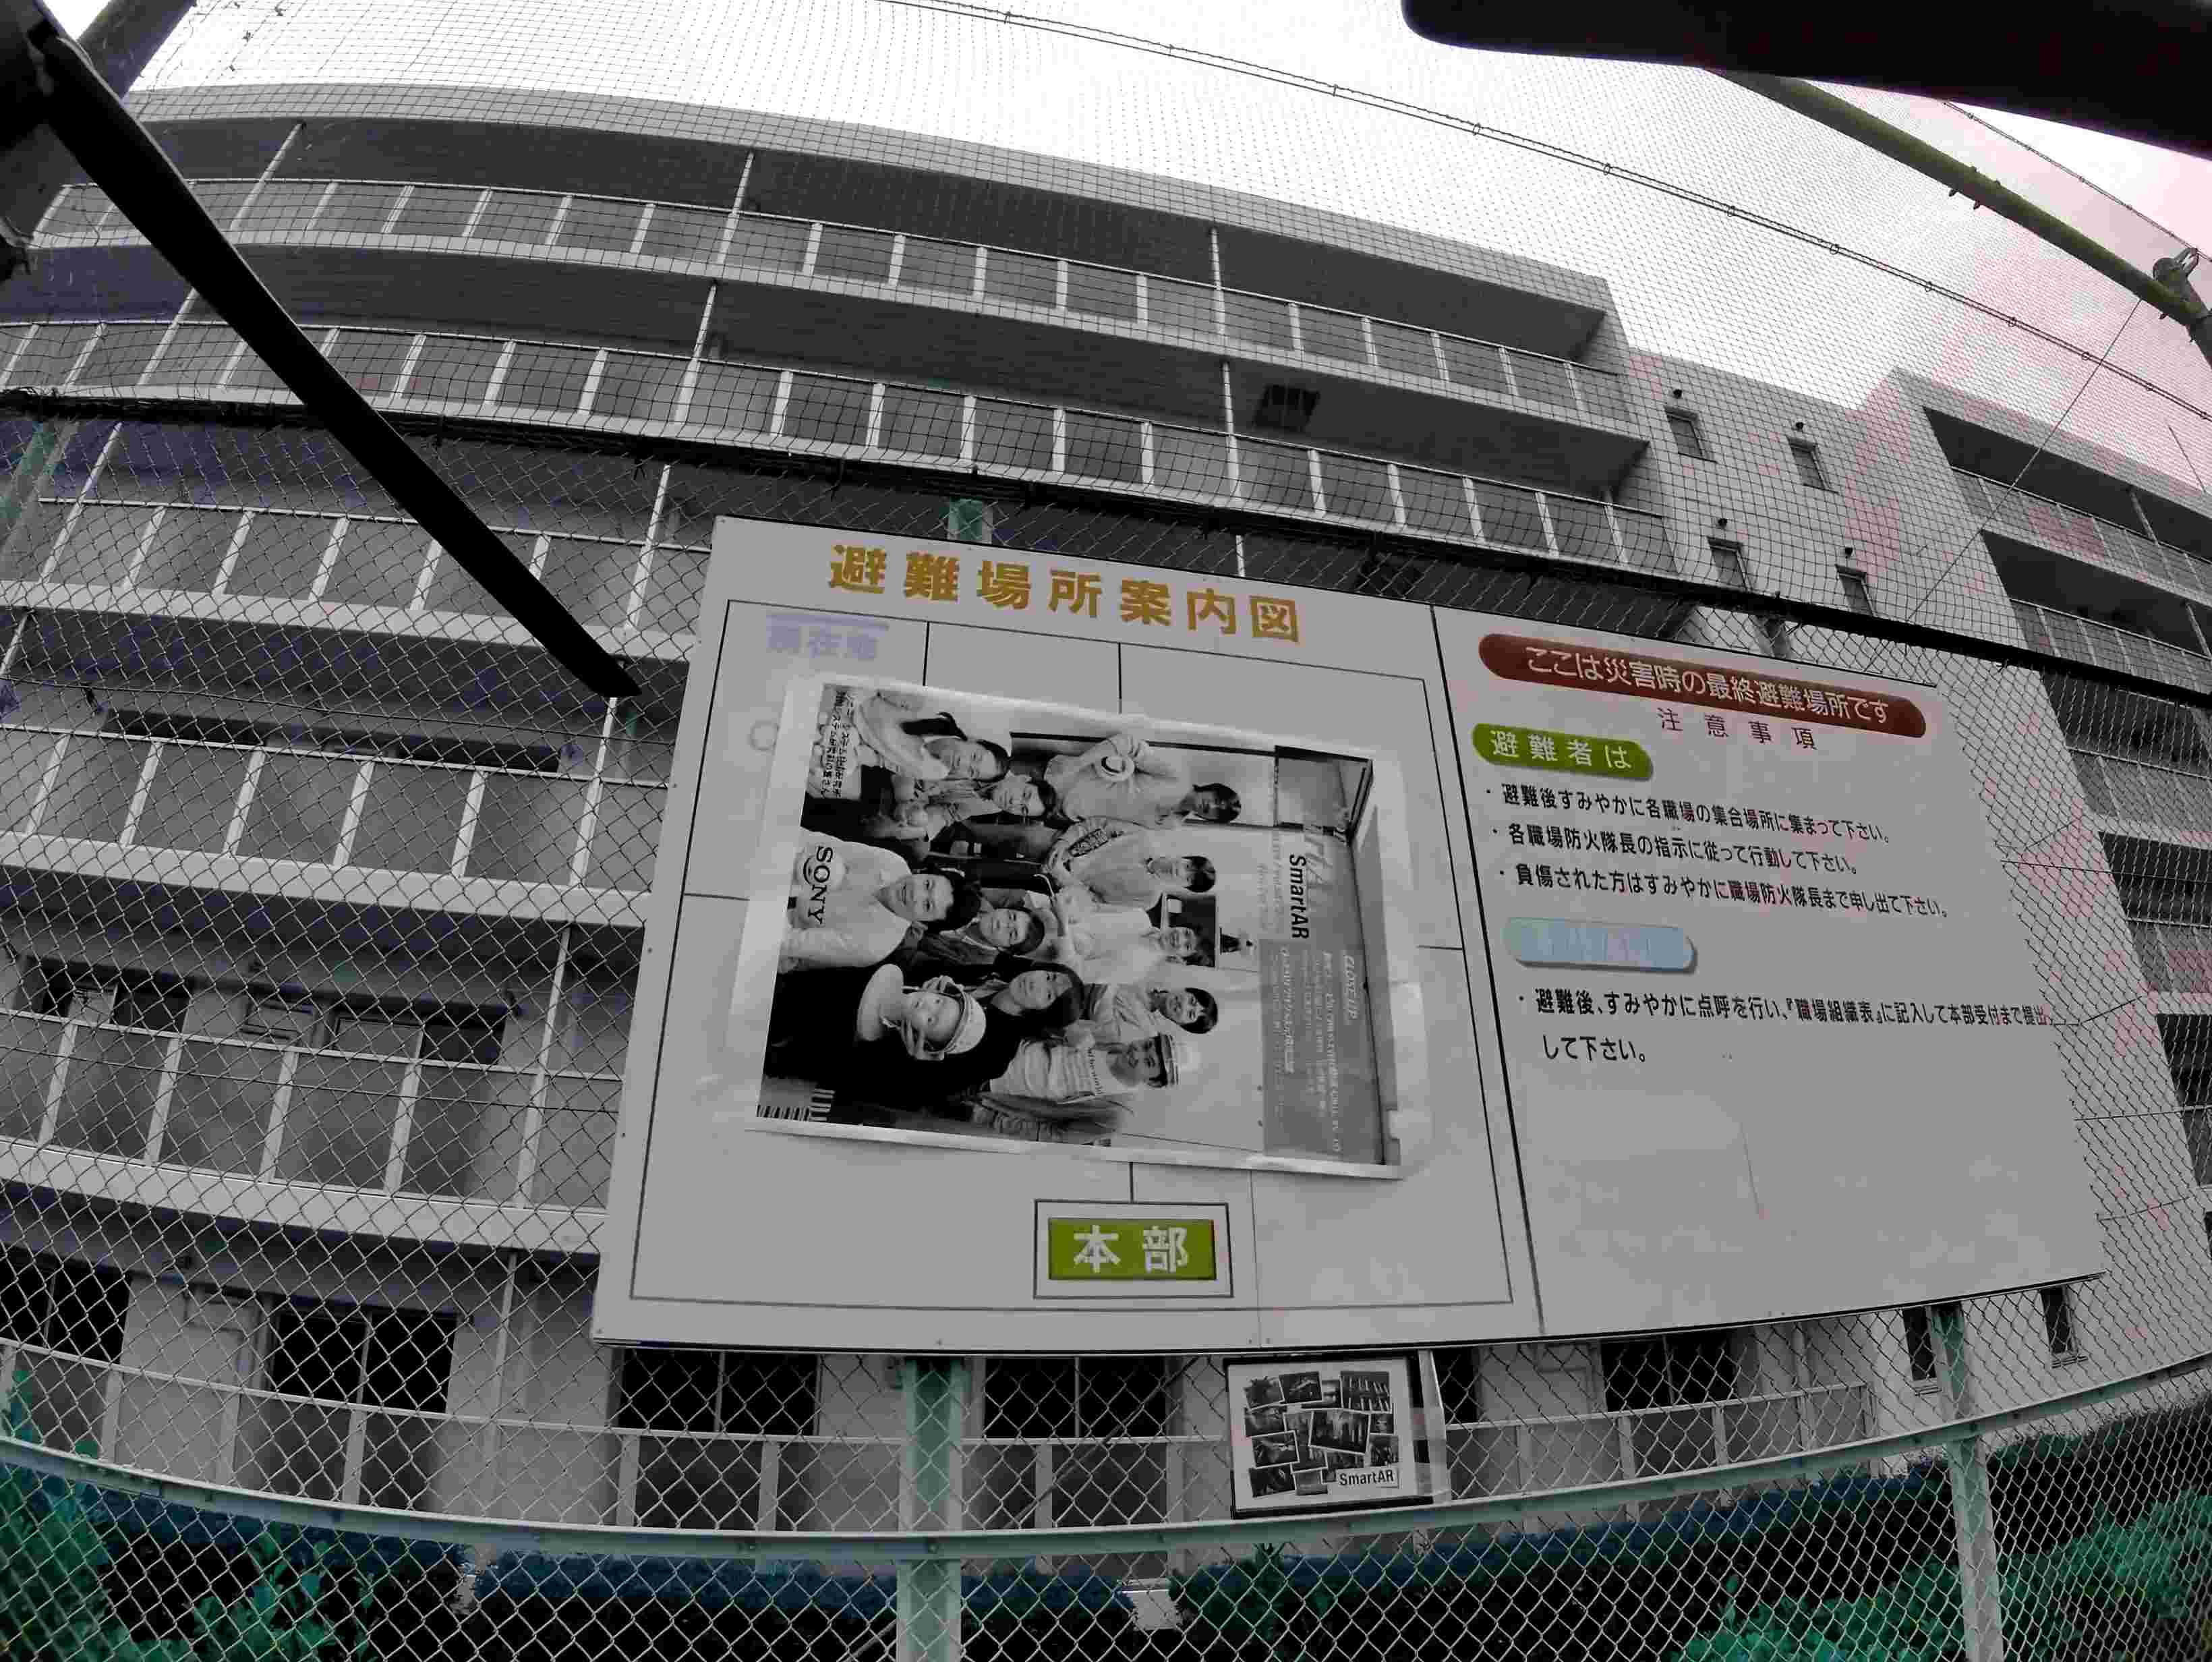 避難場所案内図
現在地
SONY
SmartAR
CLOSE UP
本部
ここは災害時の最終避難場所です
注意事項
避難者は
・避難後すみやかに各職場の集合場所に集まって下さい。
・各職場防火隊長の指示に従って行動して下さい。
・負傷された方はすみやかに職場防火隊長まで申し出て下さい。
・避難後、すみやかに点呼を行い、『職場組織表』に記入して本部受付まで提出
して下さい。
SmartAR